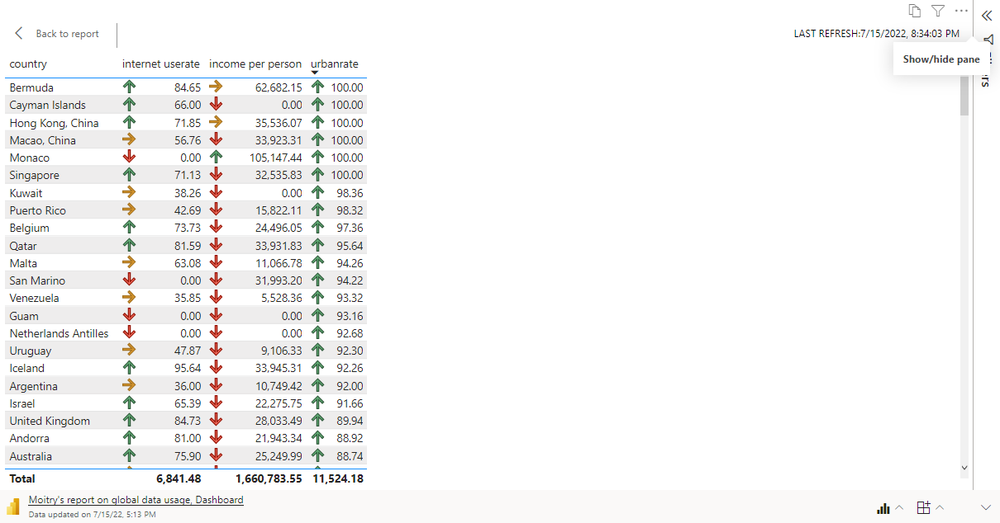 Back to report
LAST REFRESH:7/15/2022, 8:34:03 PM
Show/hide pane
country internet userate income per person urbanrate
Bermuda 84.65 62,682.15 100.00
Cayman Islands 66.00 0.00 100.00
Hong Kong, China 71.85 35,536.07 100.00
Macao, China 56.76 33,923.31 100.00
Monaco 0.00 105,147.44 100.00
Singapore 71.13 32,535.83 100.00
Kuwait 38.26 0.00 98.36
Puerto Rico 42.69 15,822.11 98.32
Belgium 73.73 24,496.05 97.36
Qatar 81.59 33,931.83 95.64
Malta 63.08 11,066.78 94.26
San Marino 0.00 31,993.20 94.22
Venezuela 35.85 5,528.36 93.32
Guam 0.00 0.00 93.16
Netherlands Antilles 0.00 0.00 92.68
Uruguay 47.87 9,106.33 92.30
Iceland 95.64 33,945.31 92.26
Argentina 36.00 10,749.42 92.00
Israel 65.39 22,275.75 91.66
United Kingdom 84.73 28,033.49 89.94
Andorra 81.00 21,943.34 88.92
Australia 75.90 25,249.99 88.74
Total 6,841.48 1,660,783.55 11,524.18
Moitry's report on global data usage, Dashboard
Data updated on 7/15/22, 5:13 PM